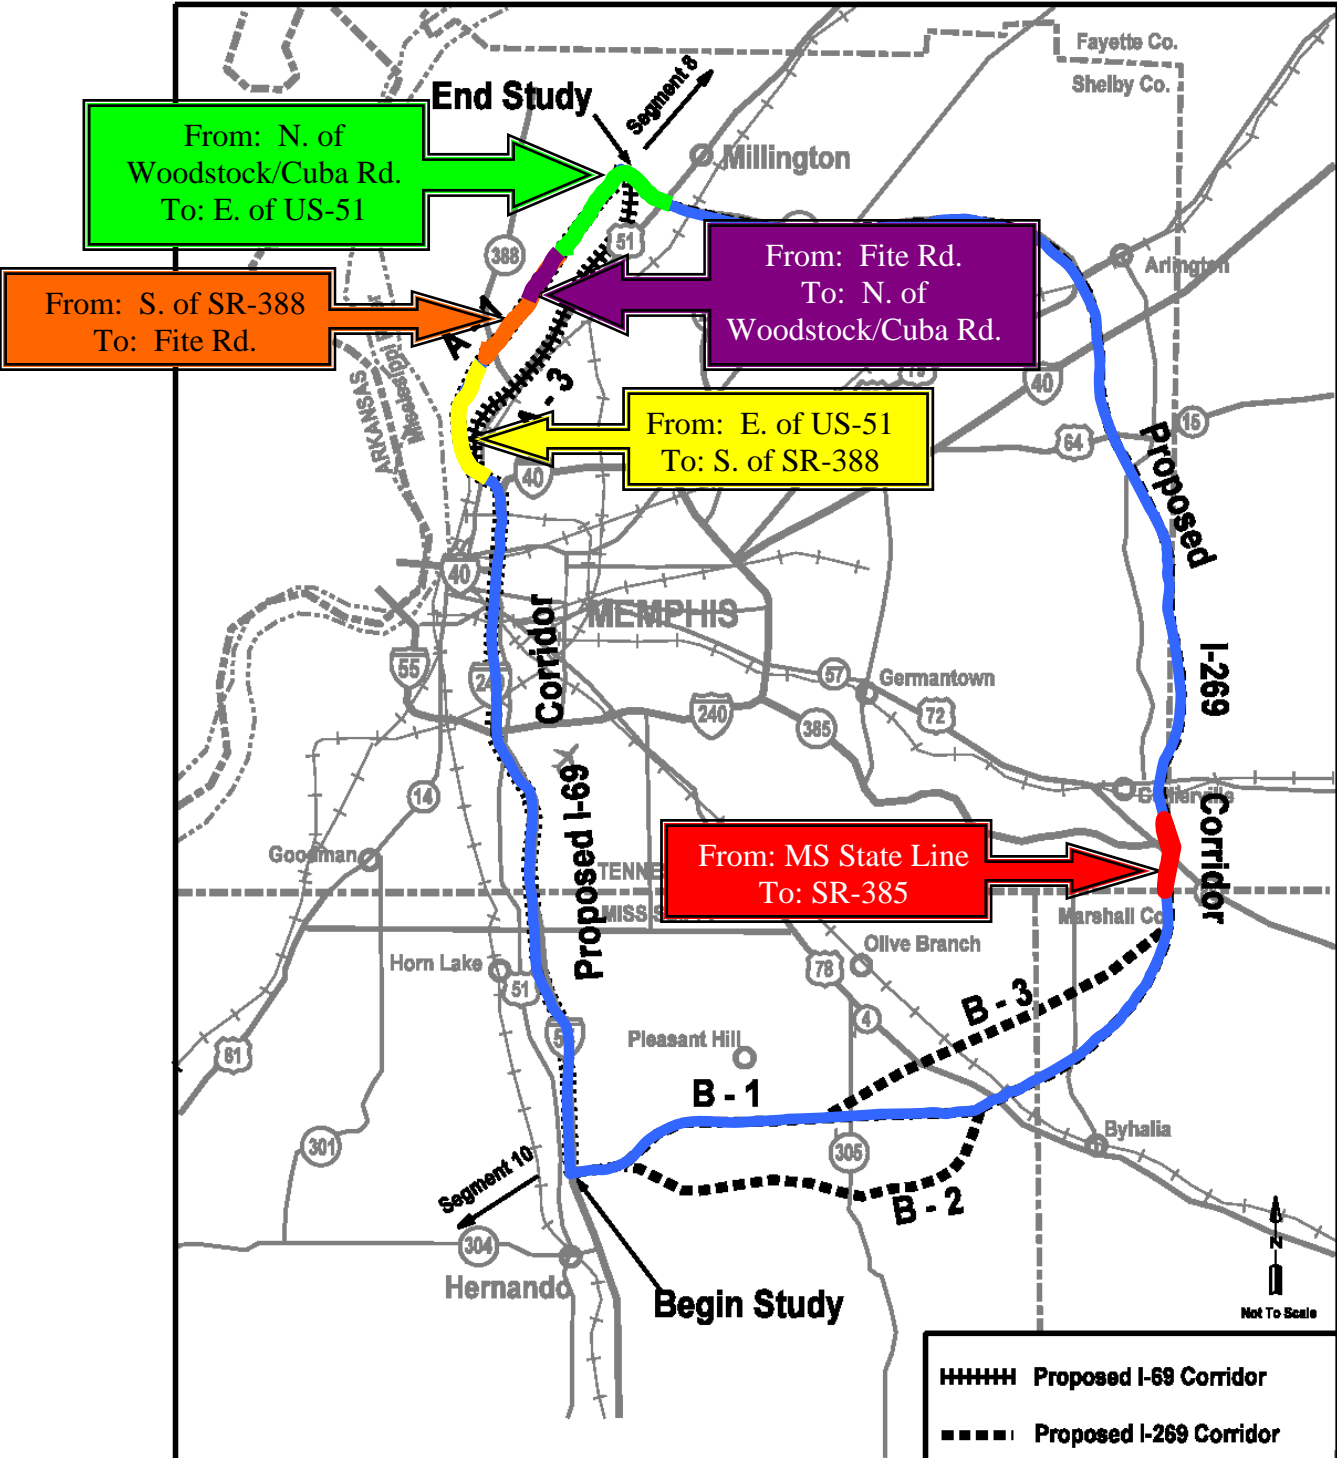 Fayette Co.
Shelby Co.
End Study
Segment 8
Millington
From: N. of
Woodstock/Cuba Rd.
To: E. of US-51
51
388
From: Fite Rd.
To: N. of
Woodstock/Cuba Rd.
Arlington
From: S. of SR-388
To: Fite Rd.
ARKANSAS
Mississippi
40
15
64
A - 3
From: E. of US-51
To: S. of SR-388
40
Proposed
I-269
Corridor
40
MEMPHIS
Corridor
55
57
Germantown
240
72
385
14
Proposed I-69
Collierville
Goodman
From: MS State Line
To: SR-385
Marshall Co.
Horn Lake
51
Olive Branch
78
B - 3
4
61
Pleasant Hill
B - 1
301
305
Byhalia
Segment 10
B - 2
304
Hernando
Begin Study
N
Not To Scale
Proposed I-69 Corridor
Proposed I-269 Corridor